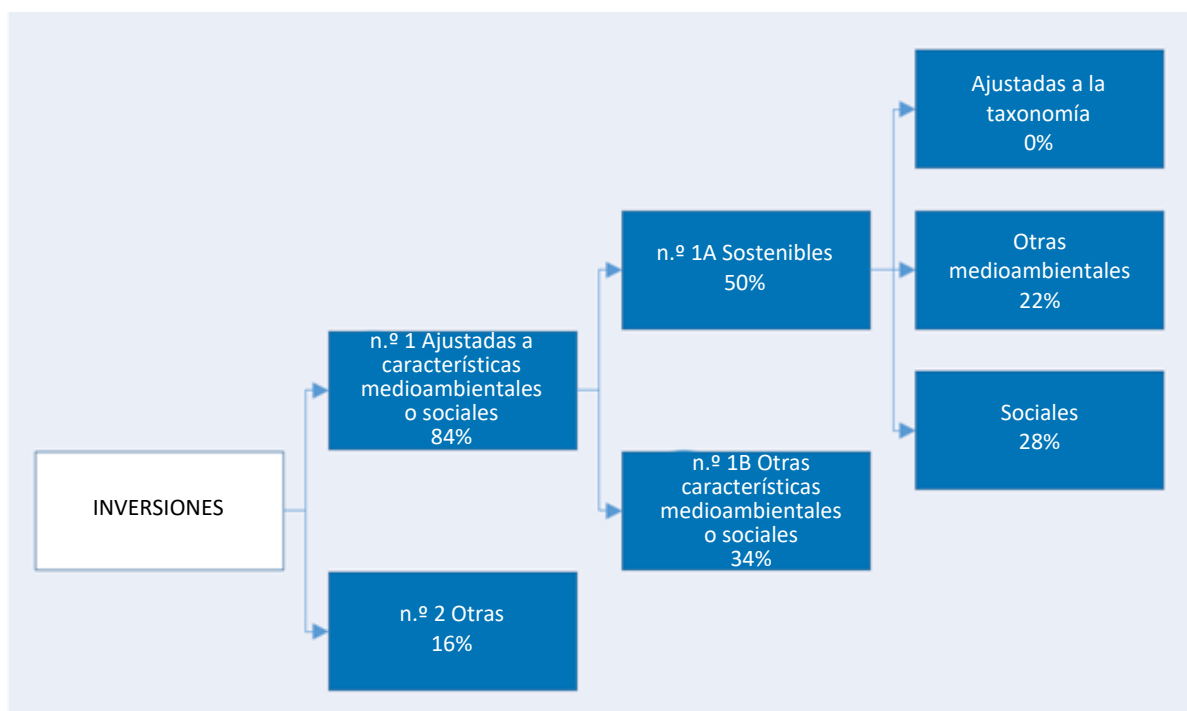 INVERSIONES
n.º 1 Ajustadas a
características
medioambientales
o sociales
84%
n.º 2 Otras
16%
n.º 1A Sostenibles
50%
n.º 1B Otras
características
medioambientales
o sociales
34%
Ajustadas a la
taxonomía
0%
Otras
medioambientales
22%
Sociales
28%